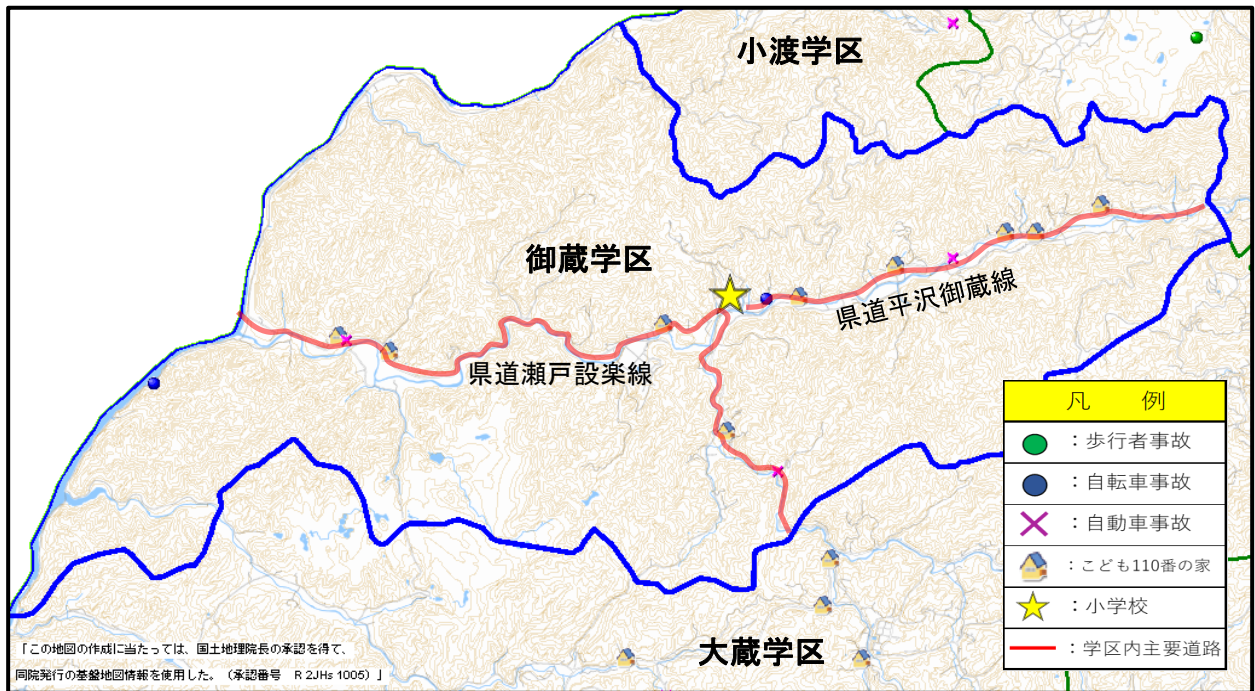 小渡学区
御蔵学区
県道平沢御蔵線
県道瀬戸設楽線
大蔵学区
凡 例
：歩行者事故
：自転車事故
：自動車事故
：こども110番の家
：小学校
：学区内主要道路
「この地図の作成に当たっては、国土地理院長の承認を得て、
同院発行の基盤地図情報を使用した。（承認番号 R 2JHs 1005）」